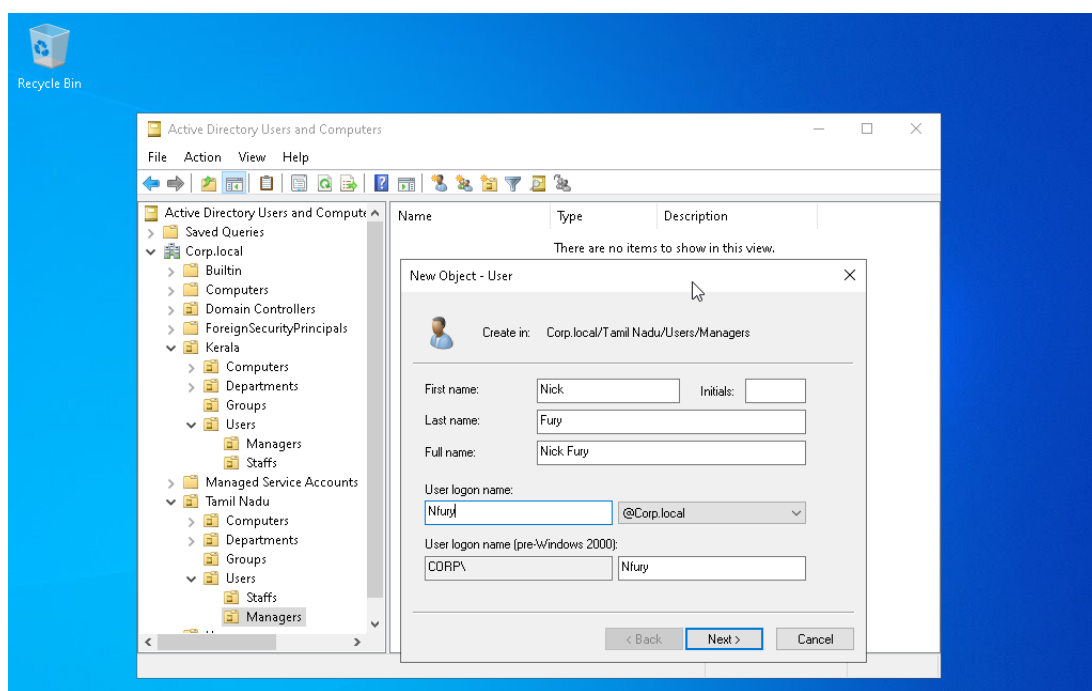 Recycle Bin
Active Directory Users and Computers
File Action View Help
Active Directory Users and Compute
Saved Queries
Corp.local
Builtin
Computers
Domain Controllers
ForeignSecurityPrincipals
Kerala
Computers
Departments
Groups
Users
Managers
Staffs
Managed Service Accounts
Tamil Nadu
Computers
Departments
Groups
Users
Staffs
Managers
Name Type Description
There are no items to show in this view.
New Object - User
Create in: Corp.local/Tamil Nadu/Users/Managers
First name: Nick Initials:
Last name: Fury
Full name: Nick Fury
User logon name:
Nfury @Corp.local
User logon name (pre-Windows 2000):
CORP\ Nfury
< Back Next > Cancel